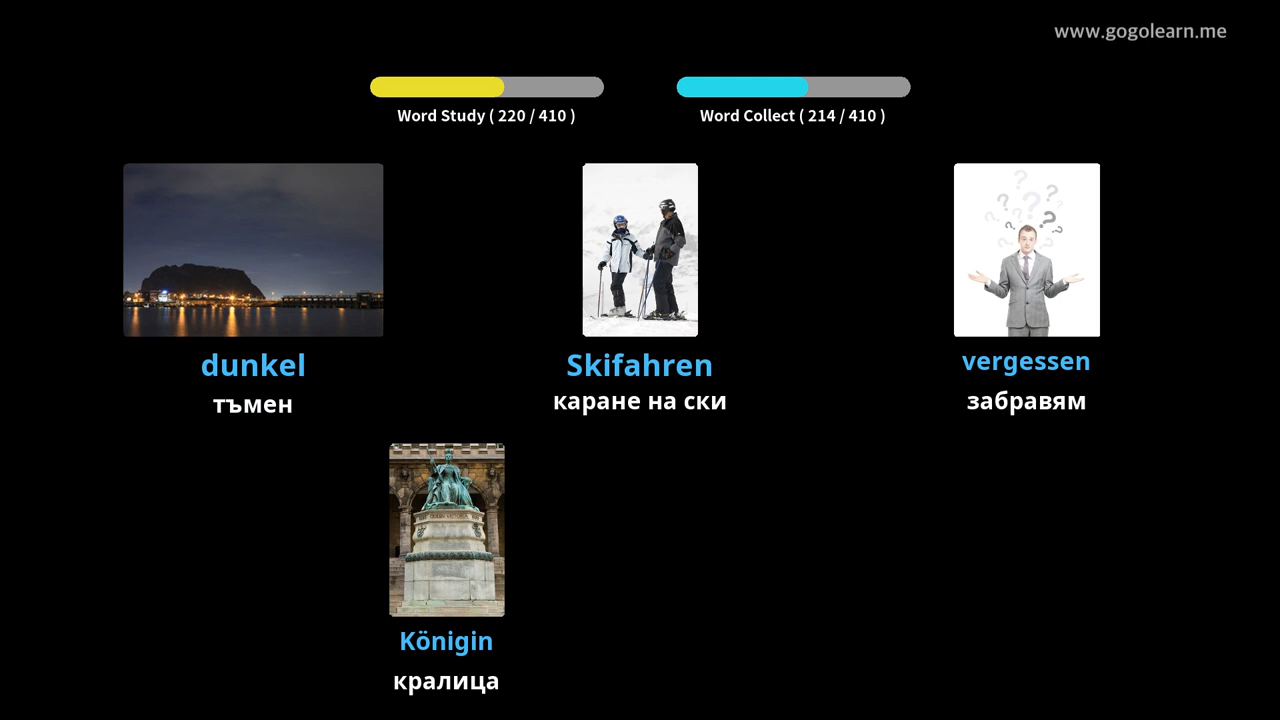 www.gogolearn.me
Word Study ( 220 / 410 )
Word Collect ( 214 / 410 )
dunkel
тъмен
Skifahren
каране на ски
vergessen
забравям
Königin
кралица